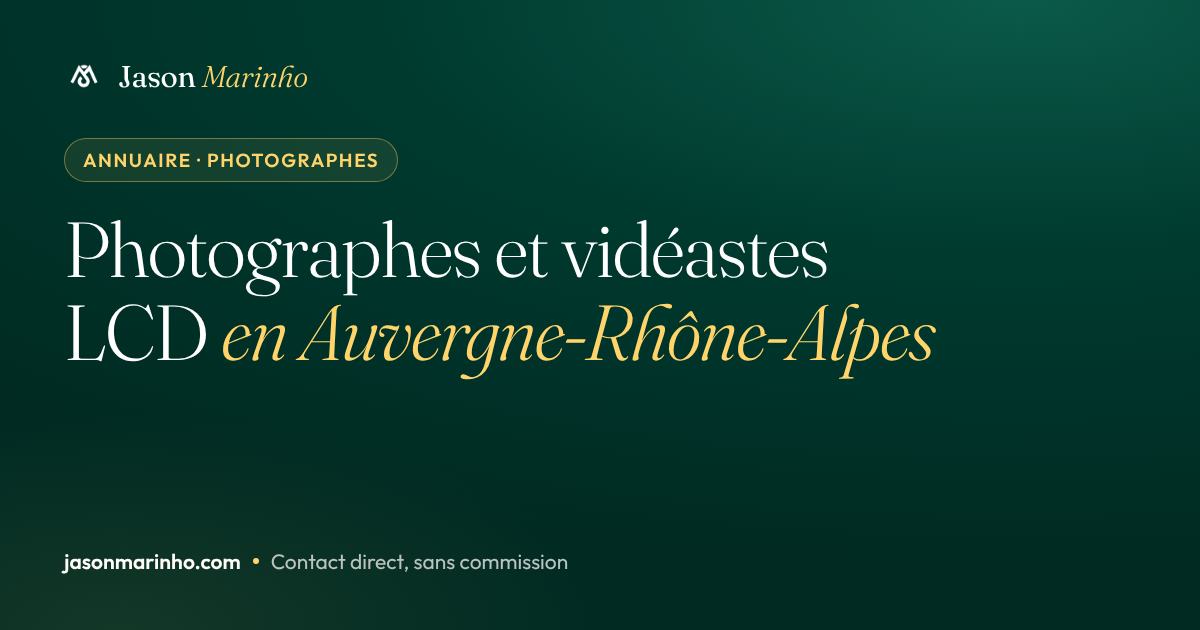 Jason Marinho
ANNUAIRE · PHOTOGRAPHES
Photographes et vidéastes
LCD en Auvergne-Rhône-Alpes
jasonmarinho.com • Contact direct, sans commission